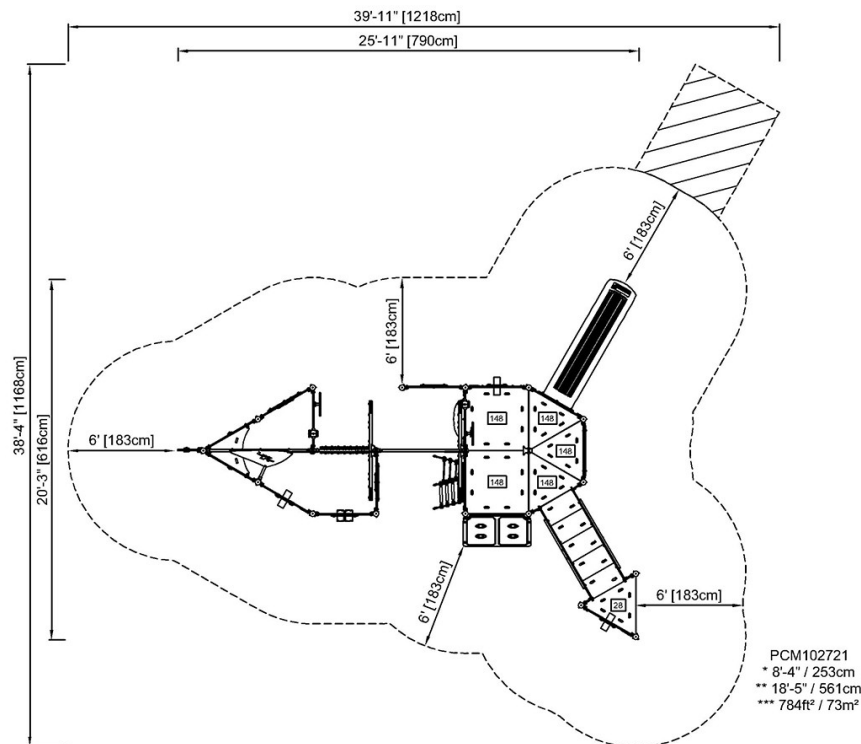 39'-11" [1218cm]
25'-11" [790cm]
38'-4" [1168cm]
20'-3" [616cm]
6' [183cm]
6' [183cm]
6' [183cm]
148
148
148
148
148
6' [183cm]
28
6' [183cm]
PCM102721
* 8'-4" / 253cm
** 18'-5" / 561cm
*** 784ft² / 73m²